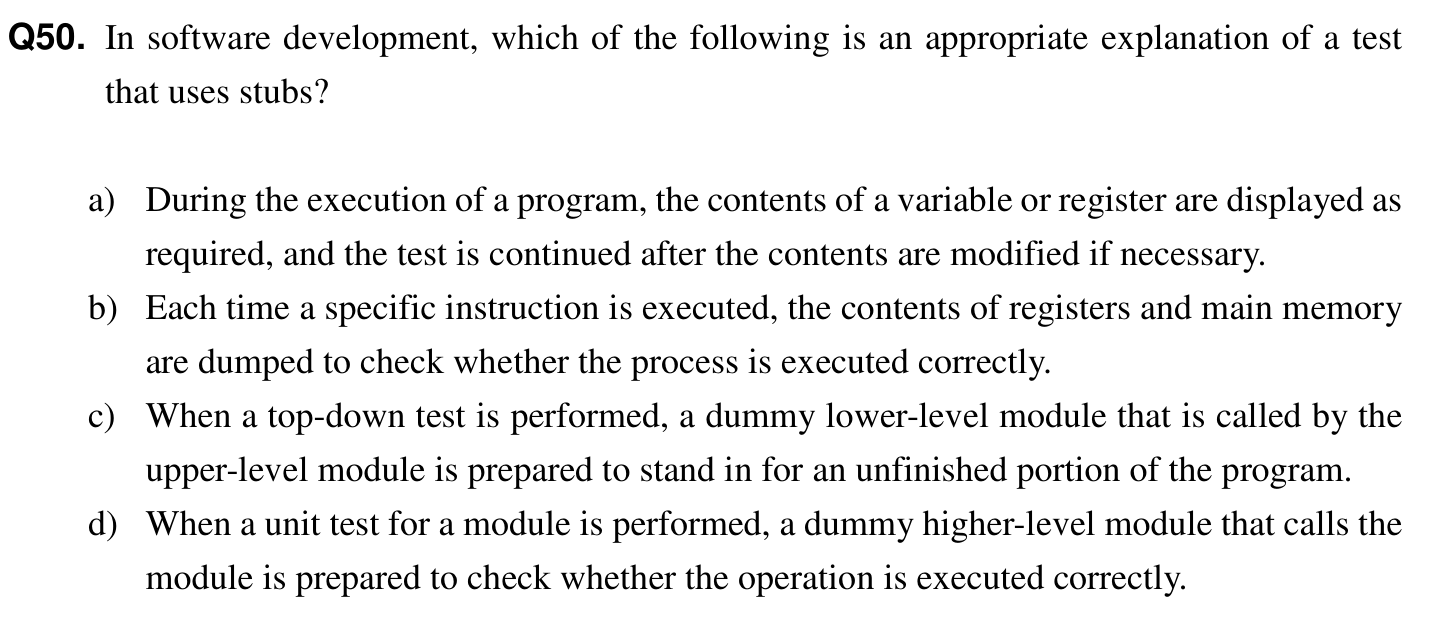 Q50. In software development, which of the following is an appropriate explanation of a test
that uses stubs?
a) During the execution of a program, the contents of a variable or register are displayed as
required, and the test is continued after the contents are modified if necessary.
b) Each time a specific instruction is executed, the contents of registers and main memory
are dumped to check whether the process is executed correctly.
c) When a top-down test is performed, a dummy lower-level module that is called by the
upper-level module is prepared to stand in for an unfinished portion of the program.
d) When a unit test for a module is performed, a dummy higher-level module that calls the
module is prepared to check whether the operation is executed correctly.